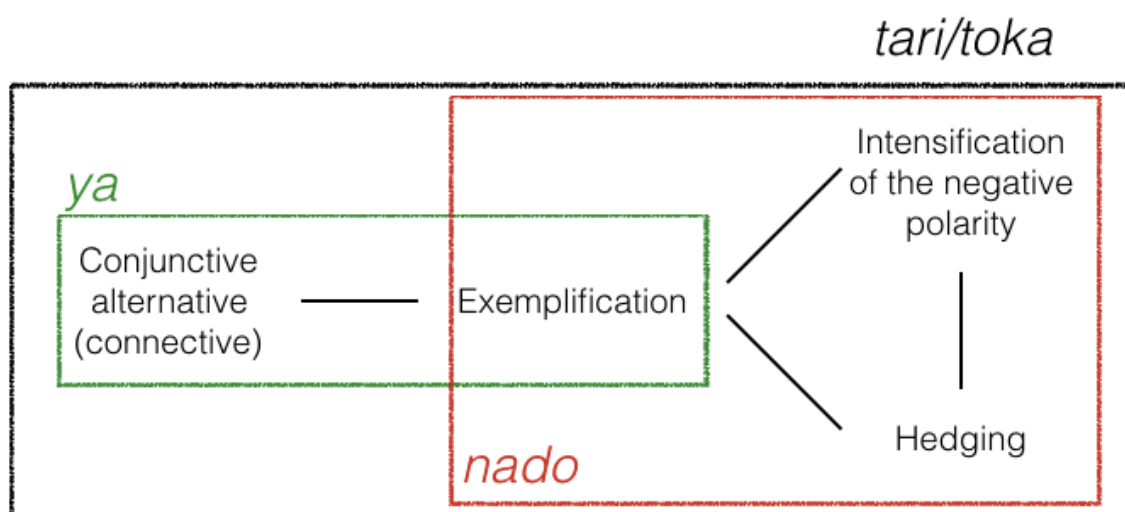 tari/toka
ya
Conjunctive
alternative
(connective)
Exemplification
Intensification
of the negative
polarity
Hedging
nado